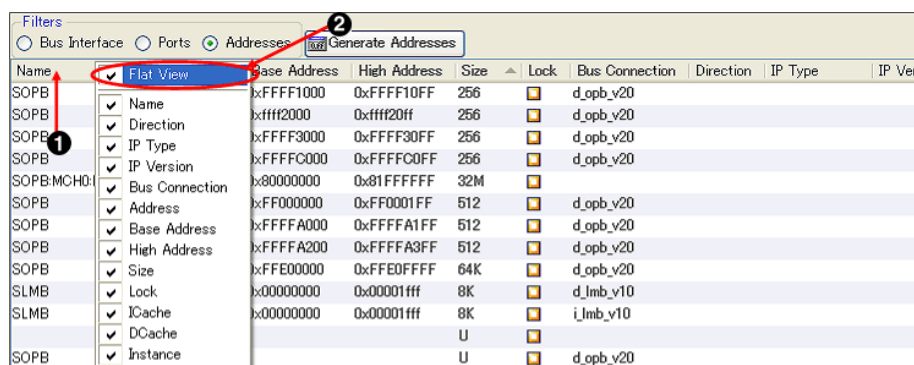 Filters
Bus Interface Ports Addresses Generate Addresses
2
Name Flat View Base Address High Address Size Lock Bus Connection Direction IP Type IP Ver
1
SOPB 0xFFFF1000 0xFFFF10FF 256 d_opb_v20
SOPB 0xffff2000 0xffff20ff 256 d_opb_v20
SOPB 0xFFFF3000 0xFFFF30FF 256 d_opb_v20
SOPB 0xFFFFC000 0xFFFFC0FF 256 d_opb_v20
SOPB:MCH0: 0x80000000 0x81FFFFFF 32M
SOPB 0xFF000000 0xFF0001FF 512 d_opb_v20
SOPB 0xFFFFA000 0xFFFFA1FF 512 d_opb_v20
SOPB 0xFFFFA200 0xFFFFA3FF 512 d_opb_v20
SOPB 0xFFE00000 0xFFE0FFFF 64K d_opb_v20
SLMB 0x00000000 0x00001fff 8K d_lmb_v10
SLMB 0x00000000 0x00001fff 8K i_lmb_v10
U
SOPB U d_opb_v20
Name
Direction
IP Type
IP Version
Bus Connection
Address
Base Address
High Address
Size
Lock
ICache
DCache
Instance